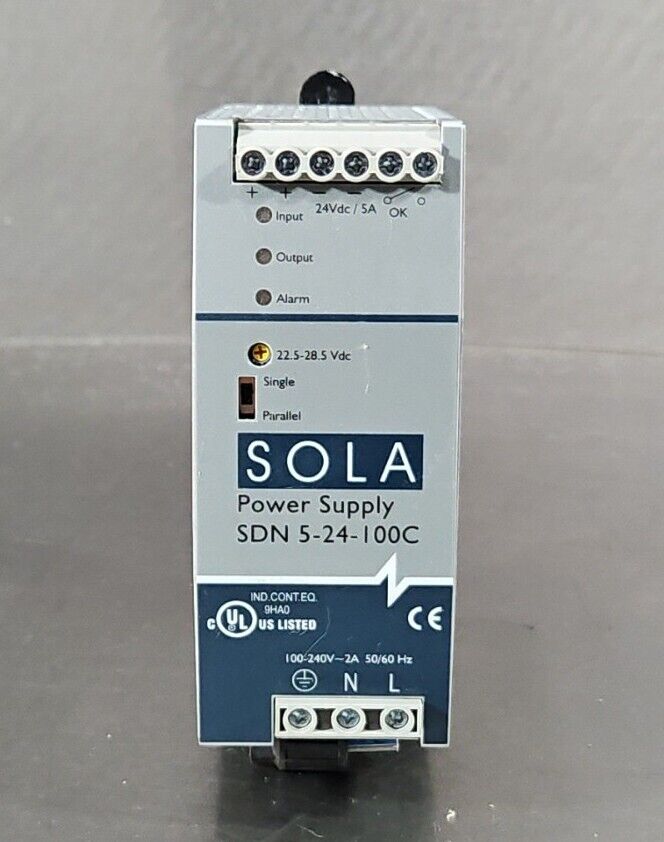 + + – –
24Vdc / 5A OK
Input
Output
Alarm
22.5-28.5 Vdc
Single
Parallel
SOLA
Power Supply
SDN 5-24-100C
IND.CONT.EQ.
9HA0
C UL US LISTED
CE
100-240V~2A 50/60 Hz
N L